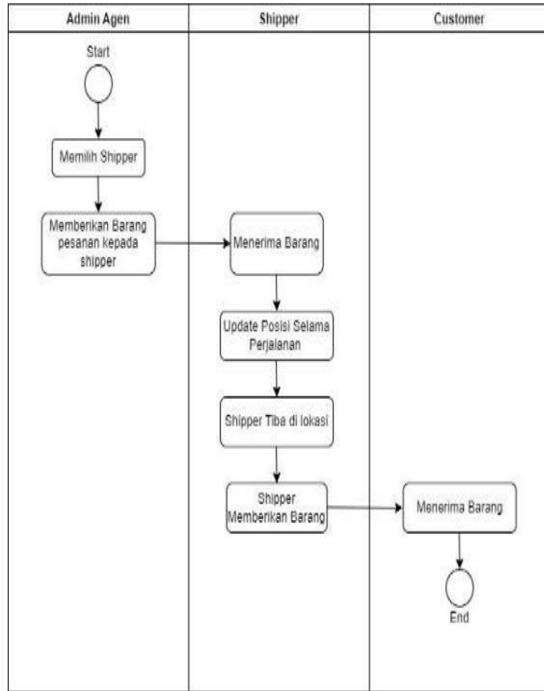 Admin Agen
Shipper
Customer
Start
Memilih Shipper
Memberikan Barang
pesanan kepada
shipper
Menerima Barang
Update Posisi Selama
Perjalanan
Shipper Tiba di lokasi
Shipper
Memberikan Barang
Menerima Barang
End